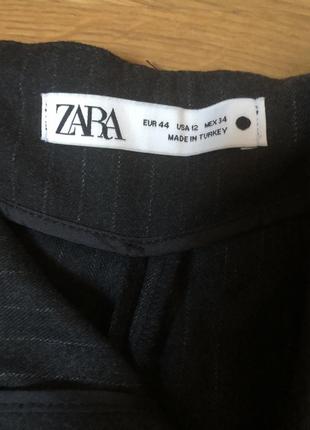 ZARA
EUR 44 USA 12 MEX 34
MADE IN TURKEY